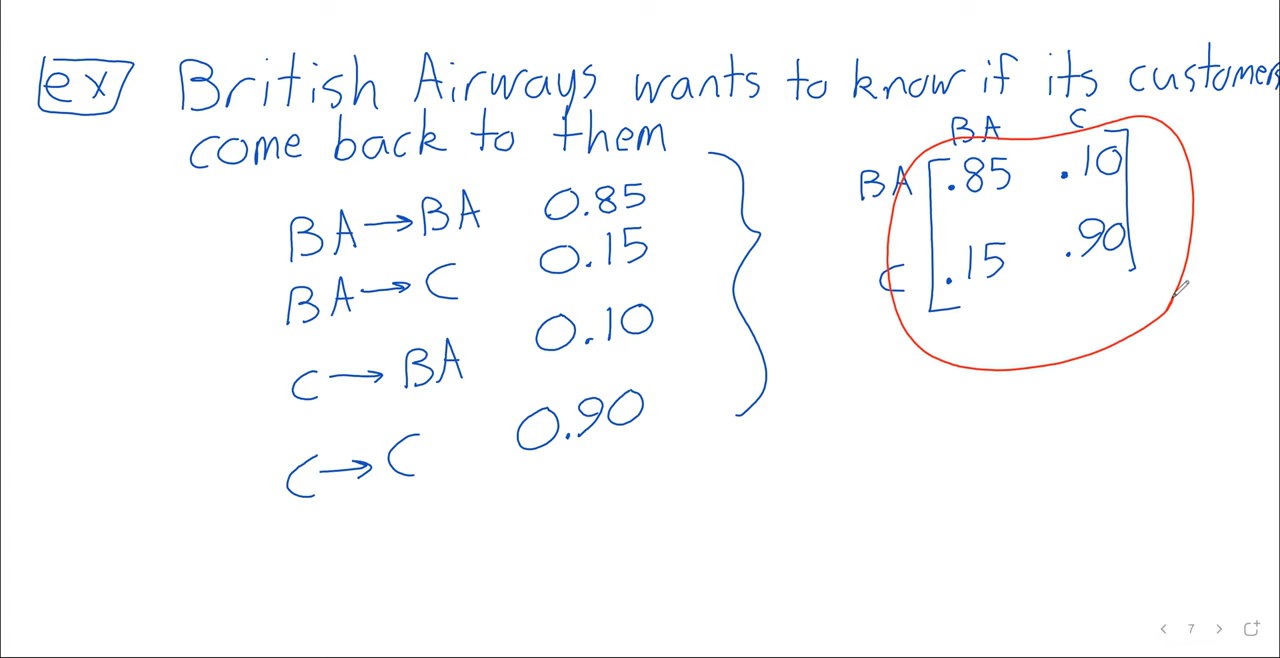 ex British Airways wants to know if its customers
come back to them
BA→BA 0.85
BA→C 0.15
C→BA 0.10
C→C 0.90
BA C
BA .85 .10
C .15 .90
7